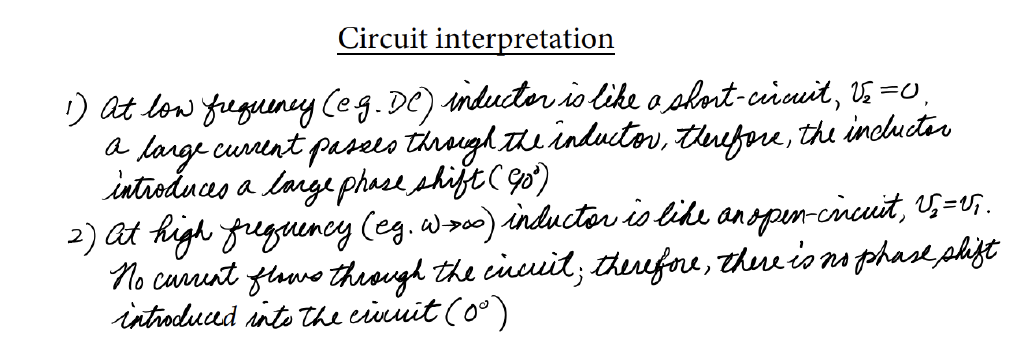 Circuit interpretation
1) at low frequency (e.g. DC) inductor is like a short-circuit, v₂=0,
a large current passes through the inductor, therefore, the inductor
introduces a large phase shift (90°)
2) at high frequency (eg. ω→∞) inductor is like an open-circuit, v₂=v₁.
No current flows through the circuit; therefore, there is no phase shift
introduced into the circuit (0°)